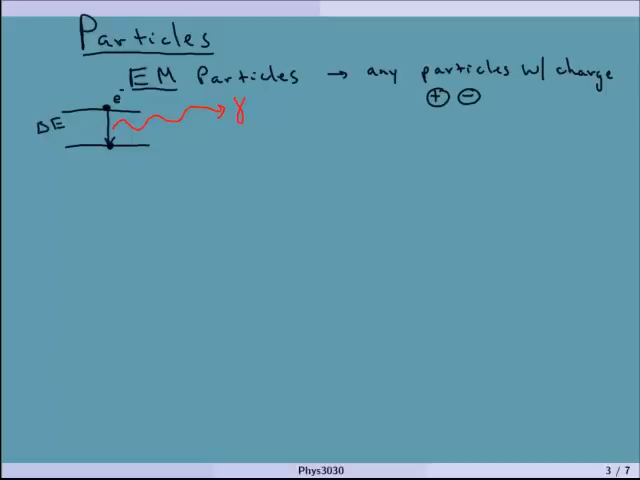 Particles
EM Particles → any particles w/ charge
⊕ ⊖
e⁻
ΔE
γ
Phys3030
3 / 7